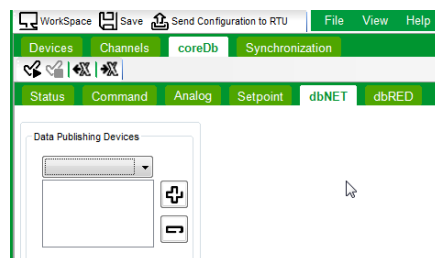 WorkSpace Save Send Configuration to RTU File View Help
Devices Channels coreDb Synchronization
Status Command Analog Setpoint dbNET dbRED
Data Publishing Devices